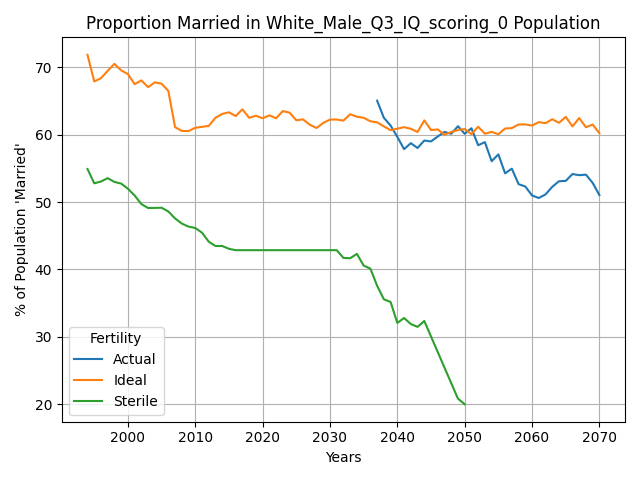 Proportion Married in White_Male_Q3_IQ_scoring_0 Population
% of Population 'Married'
70
60
50
40
30
20
Fertility
Actual
Ideal
Sterile
2000 2010 2020 2030 2040 2050 2060 2070
Years